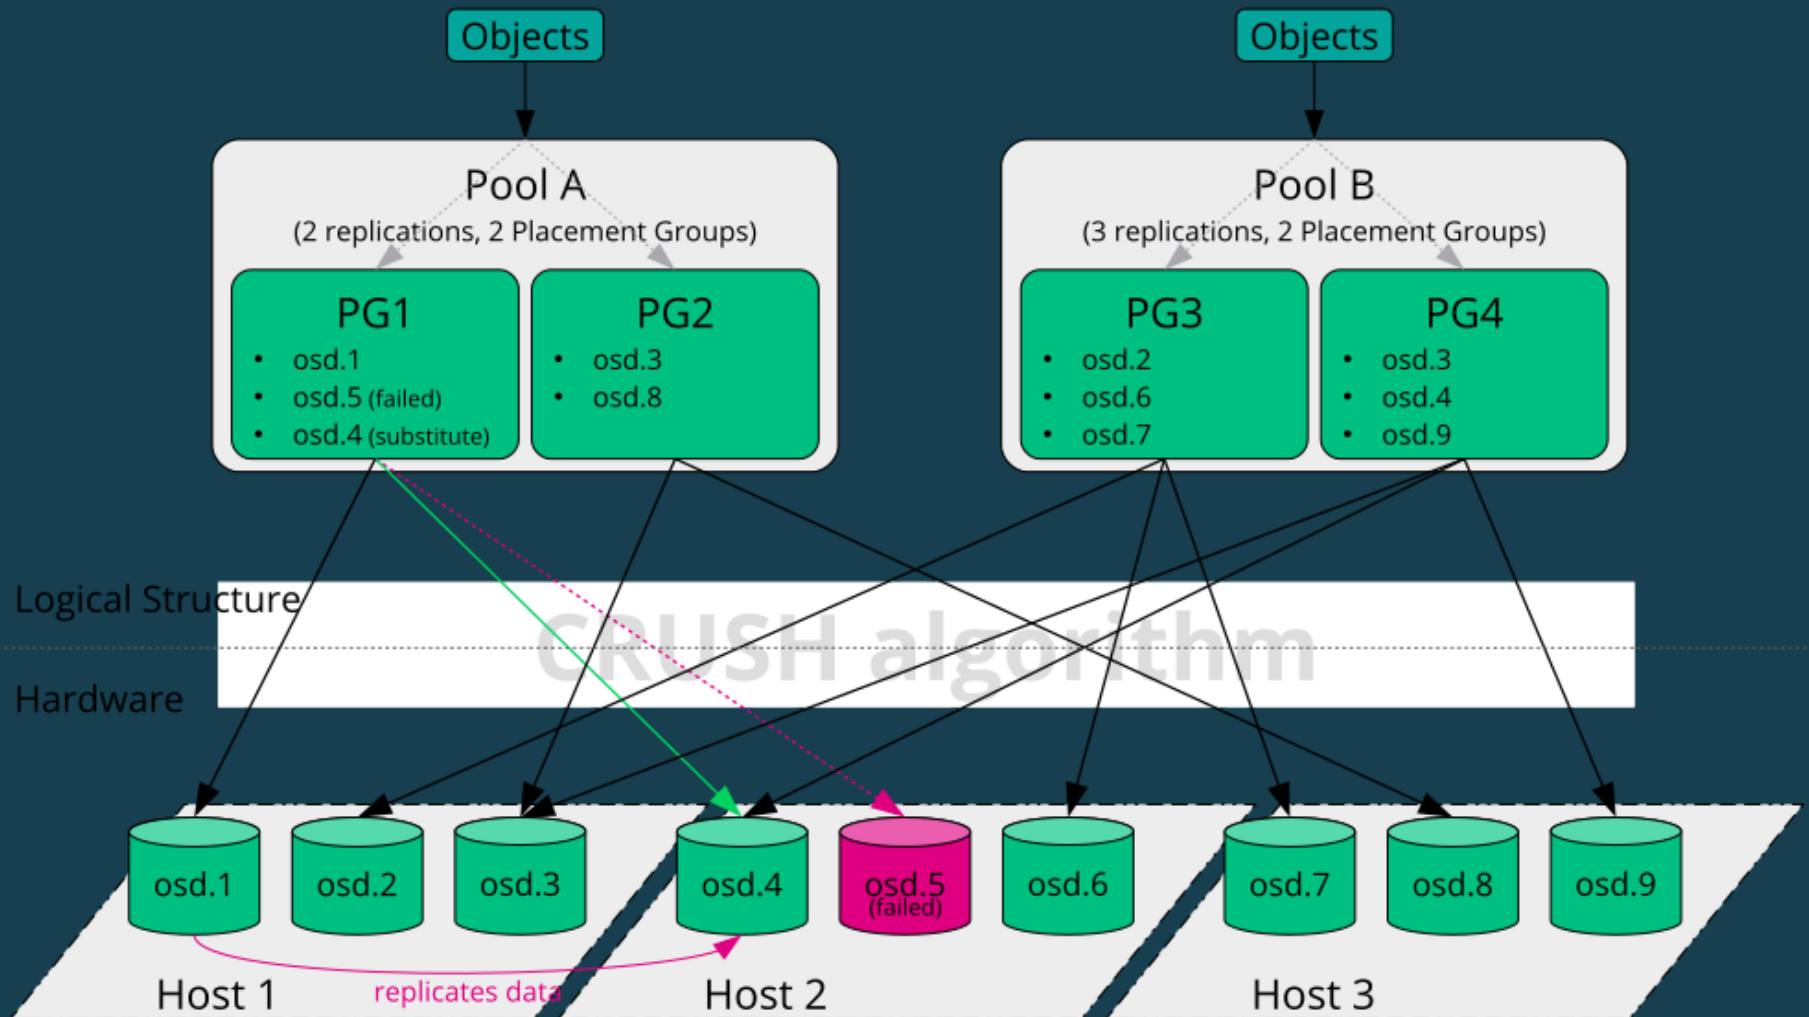 Objects
Objects
Pool A
(2 replications, 2 Placement Groups)
PG1
• osd.1
• osd.5 (failed)
• osd.4 (substitute)
PG2
• osd.3
• osd.8
Pool B
(3 replications, 2 Placement Groups)
PG3
• osd.2
• osd.6
• osd.7
PG4
• osd.3
• osd.4
• osd.9
Logical Structure
CRUSH algorithm
Hardware
osd.1
osd.2
osd.3
osd.4
osd.5
(failed)
osd.6
osd.7
osd.8
osd.9
replicates data
Host 1
Host 2
Host 3